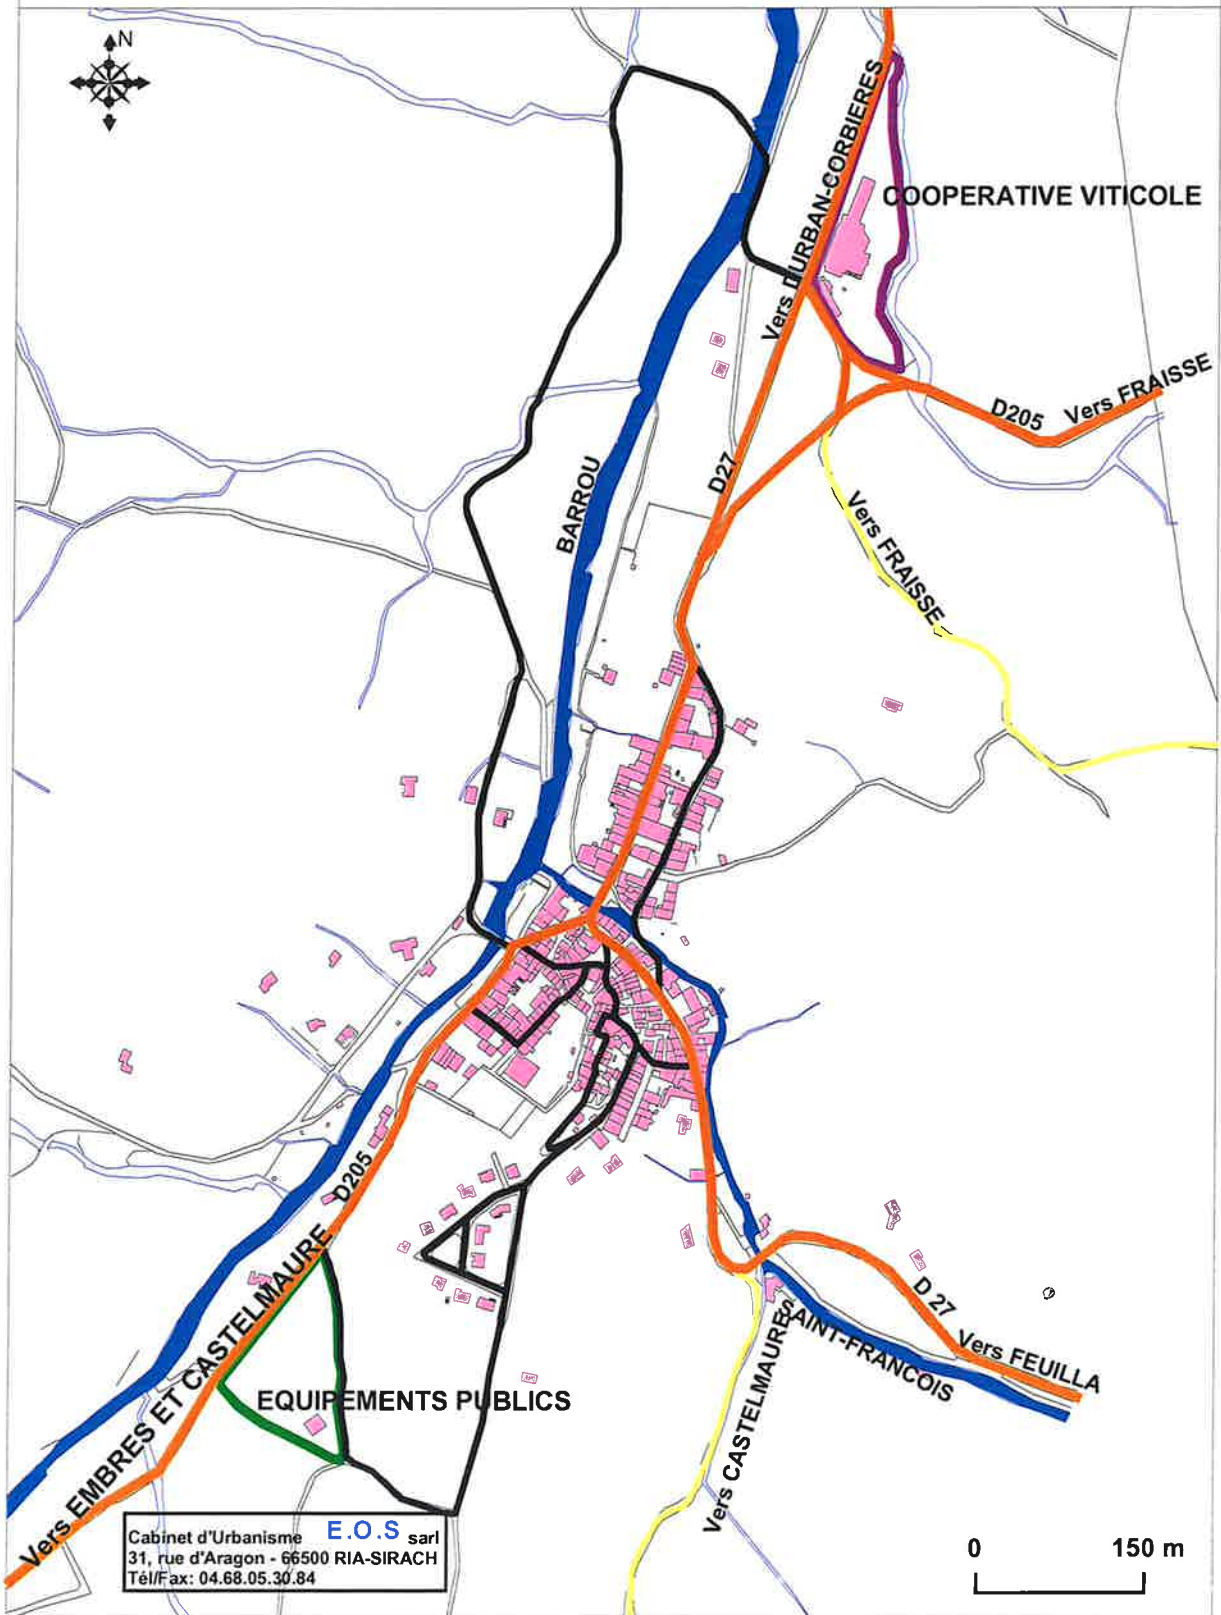 N
Vers DURBAN-CORBIERES
COOPERATIVE VITICOLE
D205 Vers FRAISSE
D27
BARROU
Vers FRAISSE
D205
Vers EMBRES ET CASTELMAURE
EQUIPEMENTS PUBLICS
D 27
Vers FEUILLA
SAINT-FRANCOIS
Vers CASTELMAURE
Cabinet d'Urbanisme E.O.S sarl
31, rue d'Aragon - 66500 RIA-SIRACH
Tél/Fax: 04.68.05.30.84
0 150 m